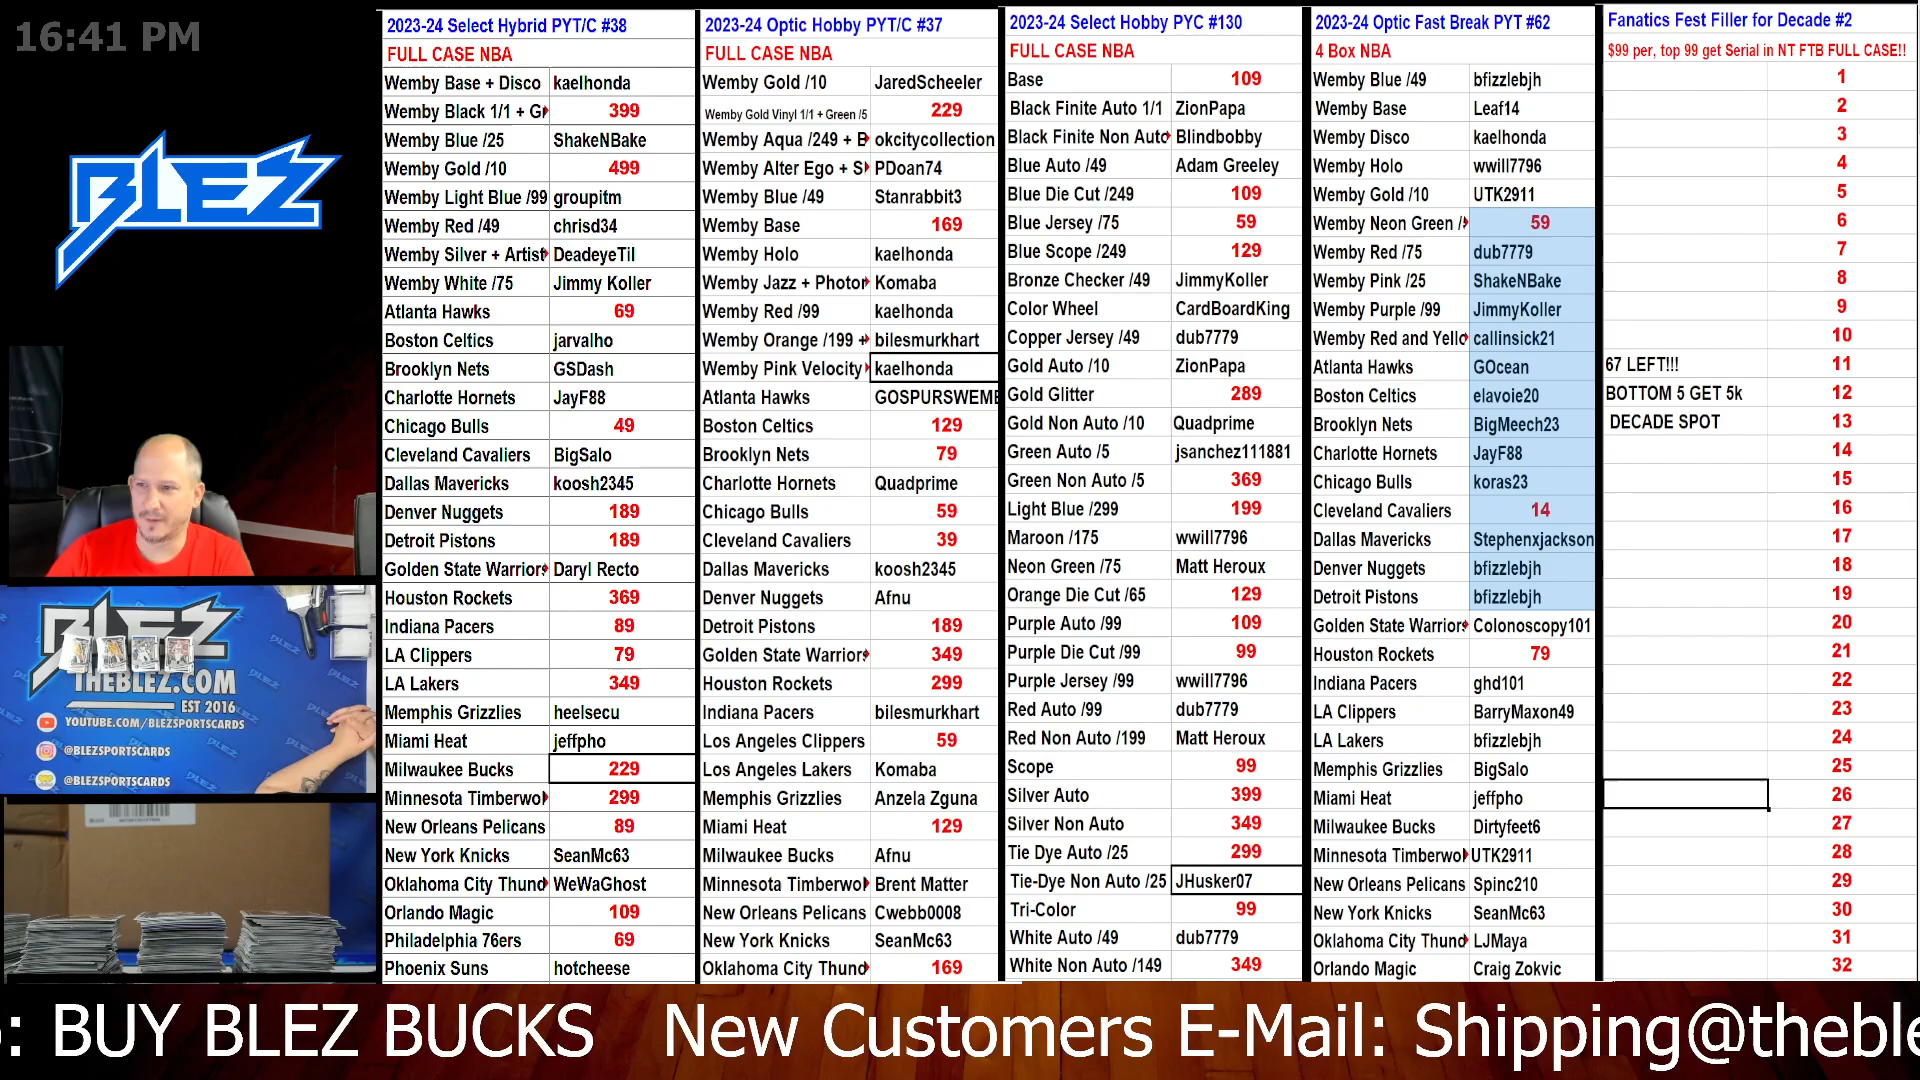 16:41 PM
BLEZ
BLEZ
THEBLEZ.COM
EST 2016
YOUTUBE.COM/BLEZSPORTSCARDS
@BLEZSPORTSCARDS
@BLEZSPORTSCARDS
2023-24 Select Hybrid PYT/C #38
FULL CASE NBA
Wemby Base + Disco kaelhonda
Wemby Black 1/1 + Gr 399
Wemby Blue /25 ShakeNBake
Wemby Gold /10 499
Wemby Light Blue /99 groupitm
Wemby Red /49 chrisd34
Wemby Silver + Artist DeadeyeTil
Wemby White /75 Jimmy Koller
Atlanta Hawks 69
Boston Celtics jarvalho
Brooklyn Nets GSDash
Charlotte Hornets JayF88
Chicago Bulls 49
Cleveland Cavaliers BigSalo
Dallas Mavericks koosh2345
Denver Nuggets 189
Detroit Pistons 189
Golden State Warriors Daryl Recto
Houston Rockets 369
Indiana Pacers 89
LA Clippers 79
LA Lakers 349
Memphis Grizzlies heelsecu
Miami Heat jeffpho
Milwaukee Bucks 229
Minnesota Timberwol 299
New Orleans Pelicans 89
New York Knicks SeanMc63
Oklahoma City Thund WeWaGhost
Orlando Magic 109
Philadelphia 76ers 69
Phoenix Suns hotcheese
2023-24 Optic Hobby PYT/C #37
FULL CASE NBA
Wemby Gold /10 JaredScheeler
Wemby Gold Vinyl 1/1 + Green /5 229
Wemby Aqua /249 + B okcitycollection
Wemby Alter Ego + S PDoan74
Wemby Blue /49 Stanrabbit3
Wemby Base 169
Wemby Holo kaelhonda
Wemby Jazz + Photon Komaba
Wemby Red /99 kaelhonda
Wemby Orange /199 + bilesmurkhart
Wemby Pink Velocity kaelhonda
Atlanta Hawks GOSPURSWEME
Boston Celtics 129
Brooklyn Nets 79
Charlotte Hornets Quadprime
Chicago Bulls 59
Cleveland Cavaliers 39
Dallas Mavericks koosh2345
Denver Nuggets Afnu
Detroit Pistons 189
Golden State Warriors 349
Houston Rockets 299
Indiana Pacers bilesmurkhart
Los Angeles Clippers 59
Los Angeles Lakers Komaba
Memphis Grizzlies Anzela Zguna
Miami Heat 129
Milwaukee Bucks Afnu
Minnesota Timberwol Brent Matter
New Orleans Pelicans Cwebb0008
New York Knicks SeanMc63
Oklahoma City Thund 169
2023-24 Select Hobby PYC #130
FULL CASE NBA
Base 109
Black Finite Auto 1/1 ZionPapa
Black Finite Non Auto Blindbobby
Blue Auto /49 Adam Greeley
Blue Die Cut /249 109
Blue Jersey /75 59
Blue Scope /249 129
Bronze Checker /49 JimmyKoller
Color Wheel CardBoardKing
Copper Jersey /49 dub7779
Gold Auto /10 ZionPapa
Gold Glitter 289
Gold Non Auto /10 Quadprime
Green Auto /5 jsanchez111881
Green Non Auto /5 369
Light Blue /299 199
Maroon /175 wwill7796
Neon Green /75 Matt Heroux
Orange Die Cut /65 129
Purple Auto /99 109
Purple Die Cut /99 99
Purple Jersey /99 wwill7796
Red Auto /99 dub7779
Red Non Auto /199 Matt Heroux
Scope 99
Silver Auto 399
Silver Non Auto 349
Tie Dye Auto /25 299
Tie-Dye Non Auto /25 JHusker07
Tri-Color 99
White Auto /49 dub7779
White Non Auto /149 349
2023-24 Optic Fast Break PYT #62
4 Box NBA
Wemby Blue /49 bfizzlebjh
Wemby Base Leaf14
Wemby Disco kaelhonda
Wemby Holo wwill7796
Wemby Gold /10 UTK2911
Wemby Neon Green / 59
Wemby Red /75 dub7779
Wemby Pink /25 ShakeNBake
Wemby Purple /99 JimmyKoller
Wemby Red and Yello callinsick21
Atlanta Hawks GOcean
Boston Celtics elavoie20
Brooklyn Nets BigMeech23
Charlotte Hornets JayF88
Chicago Bulls koras23
Cleveland Cavaliers 14
Dallas Mavericks Stephenxjackson
Denver Nuggets bfizzlebjh
Detroit Pistons bfizzlebjh
Golden State Warriors Colonoscopy101
Houston Rockets 79
Indiana Pacers ghd101
LA Clippers BarryMaxon49
LA Lakers bfizzlebjh
Memphis Grizzlies BigSalo
Miami Heat jeffpho
Milwaukee Bucks Dirtyfeet6
Minnesota Timberwol UTK2911
New Orleans Pelicans Spinc210
New York Knicks SeanMc63
Oklahoma City Thund LJMaya
Orlando Magic Craig Zokvic
Fanatics Fest Filler for Decade #2
$99 per, top 99 get Serial in NT FTB FULL CASE!!
1
2
3
4
5
6
7
8
9
10
67 LEFT!!! 11
BOTTOM 5 GET 5k 12
DECADE SPOT 13
14
15
16
17
18
19
20
21
22
23
24
25
26
27
28
29
30
31
32
: BUY BLEZ BUCKS New Customers E-Mail: Shipping@theble